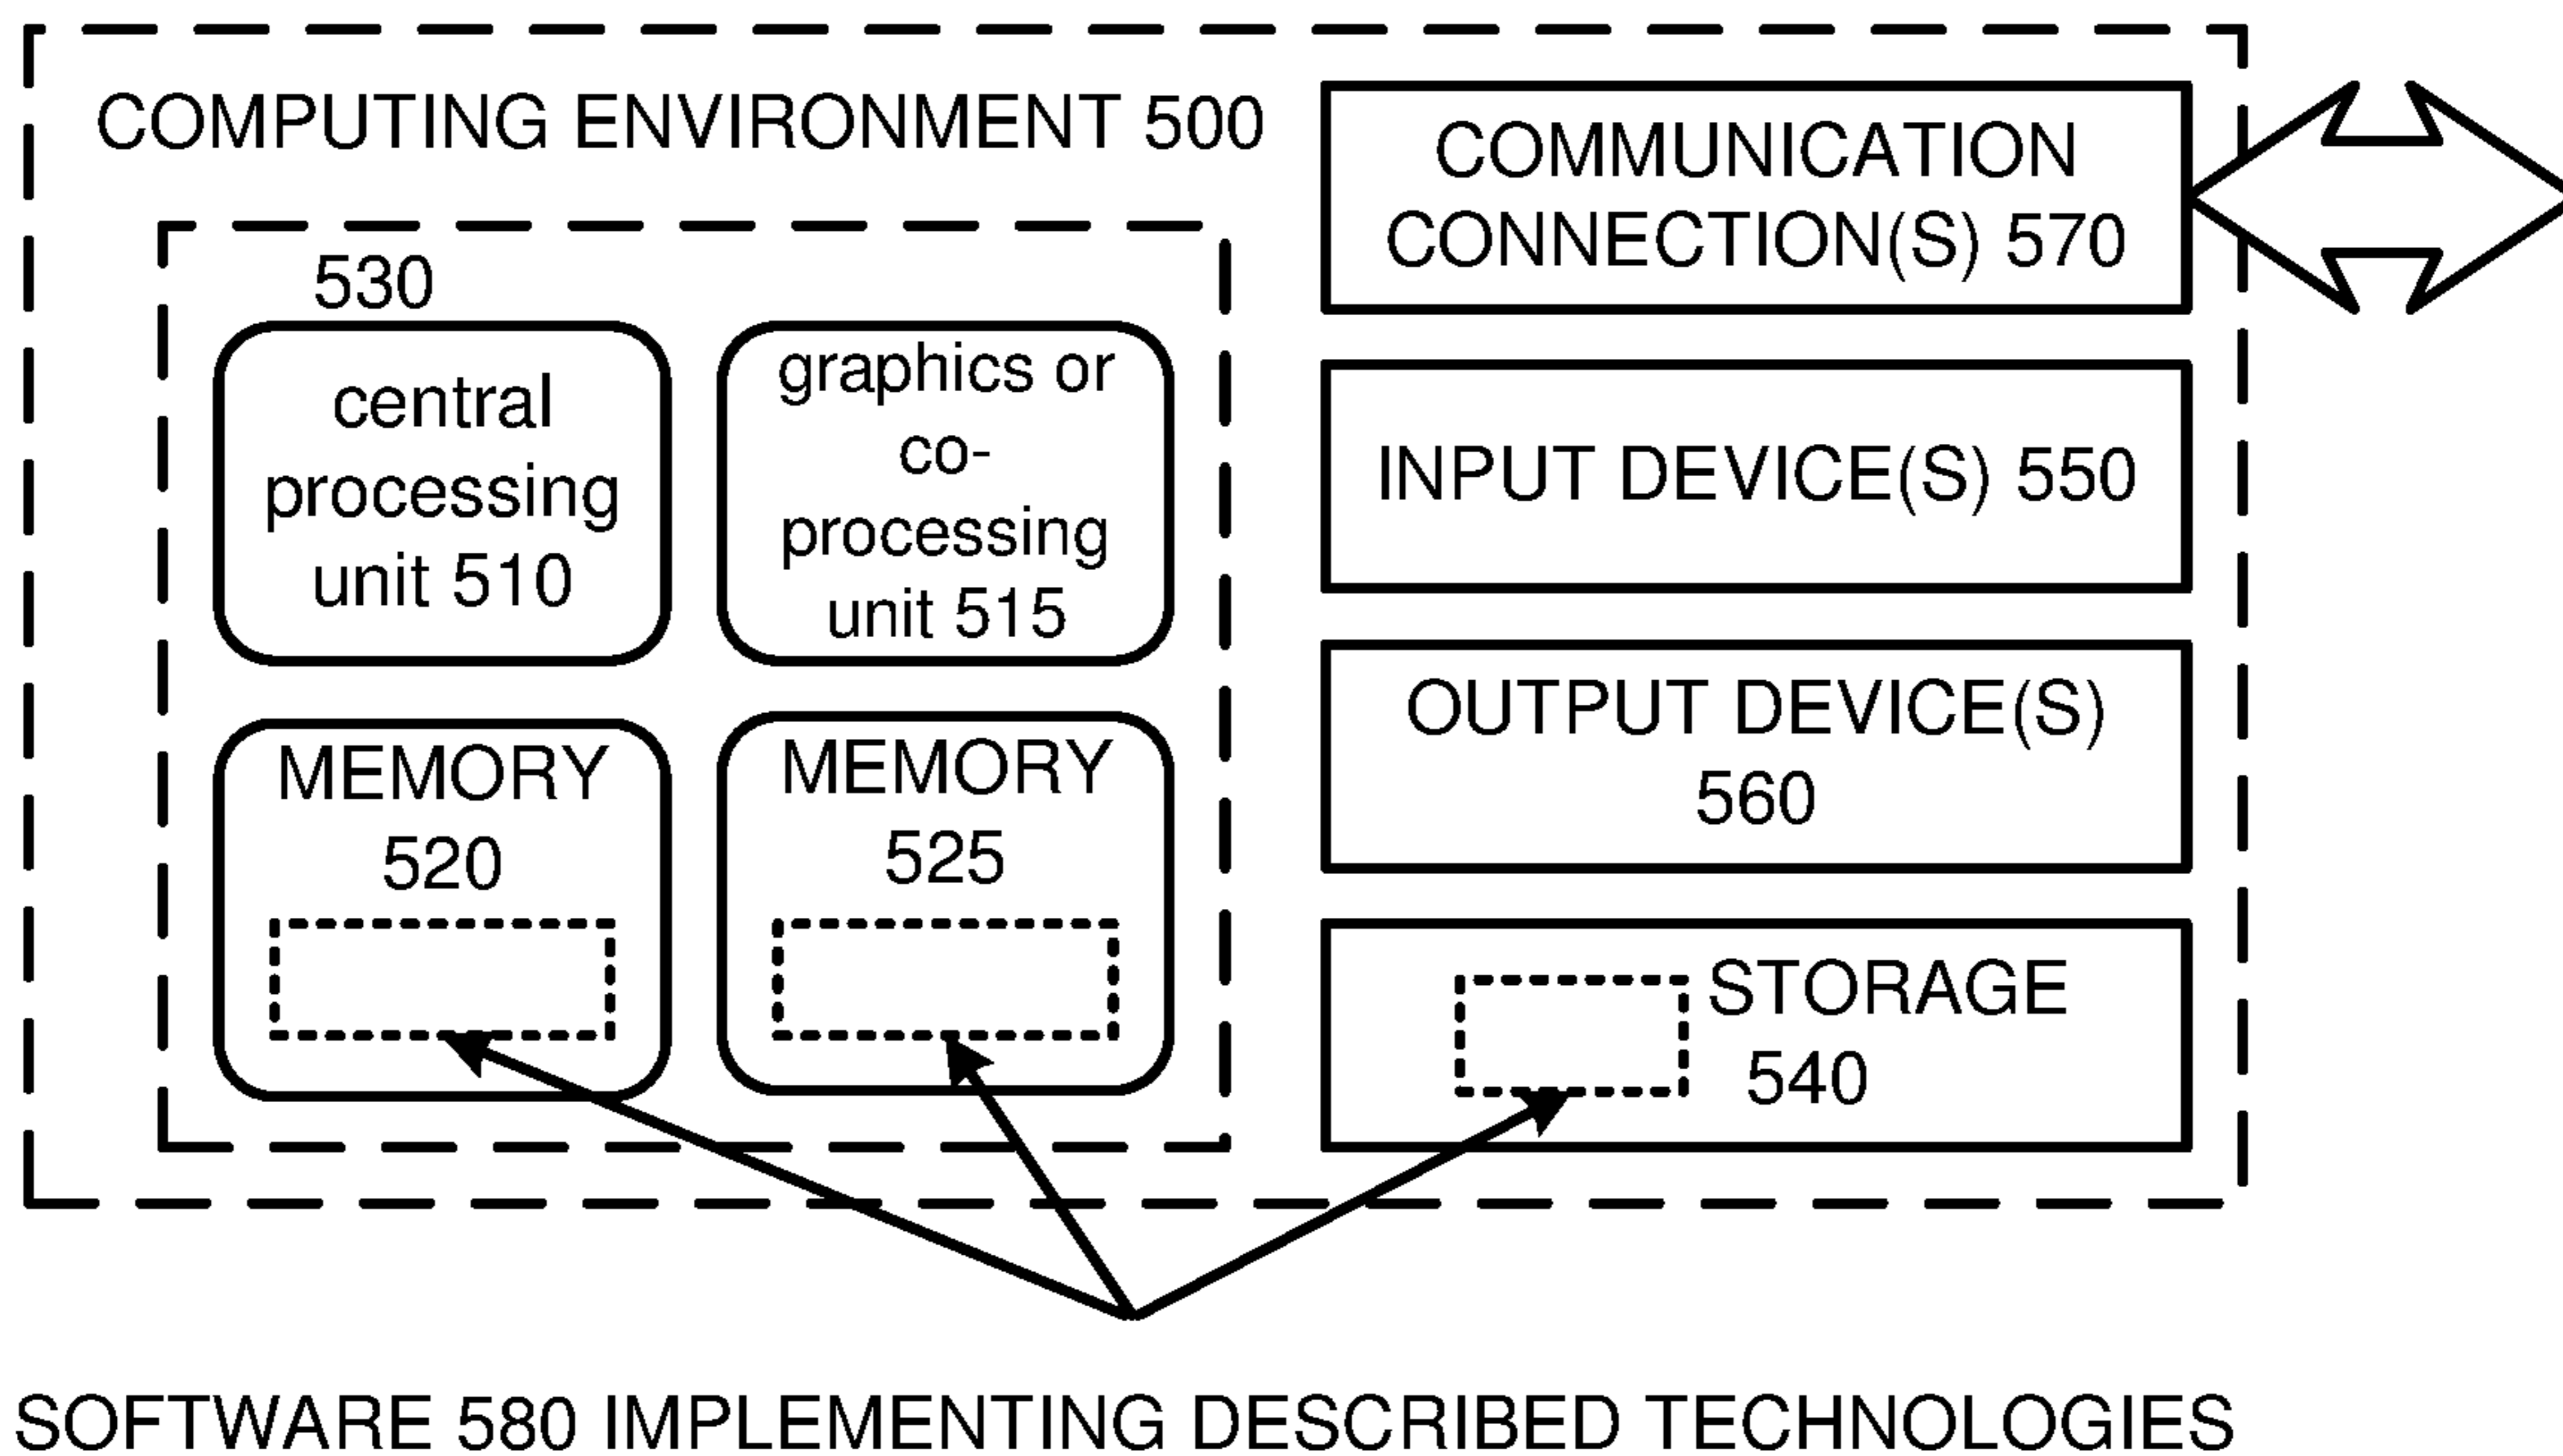 COMPUTING ENVIRONMENT 500
530
central
processing
unit 510
graphics or
co-
processing
unit 515
MEMORY
520
MEMORY
525
COMMUNICATION
CONNECTION(S) 570
INPUT DEVICE(S) 550
OUTPUT DEVICE(S)
560
STORAGE
540
SOFTWARE 580 IMPLEMENTING DESCRIBED TECHNOLOGIES